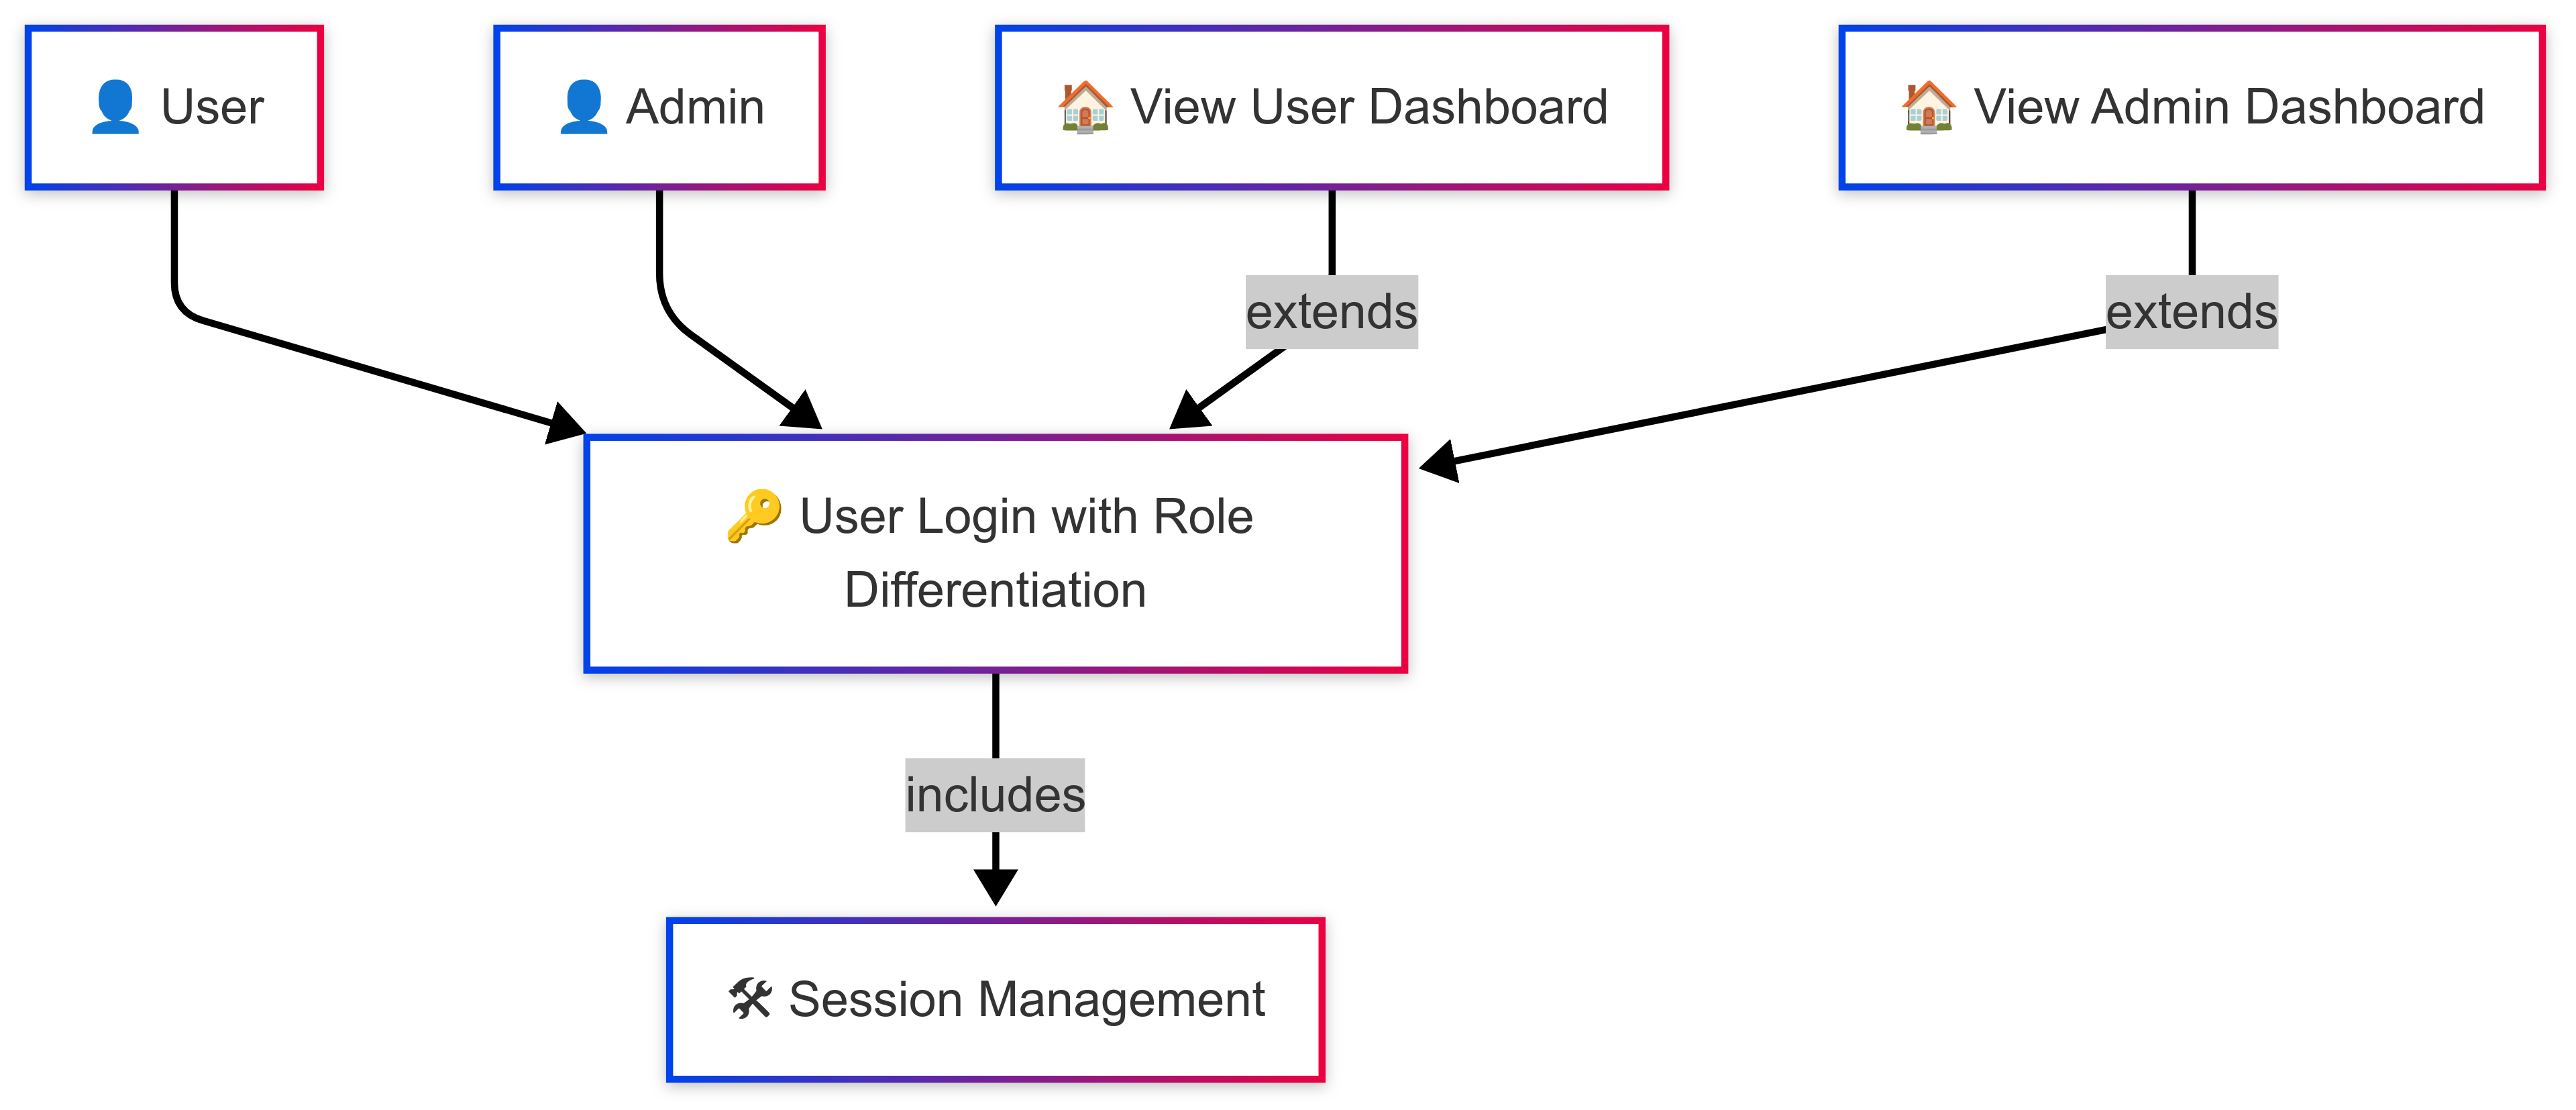 👤 User
👤 Admin
🏠 View User Dashboard
🏠 View Admin Dashboard
extends
extends
🔑 User Login with Role
Differentiation
includes
🛠 Session Management